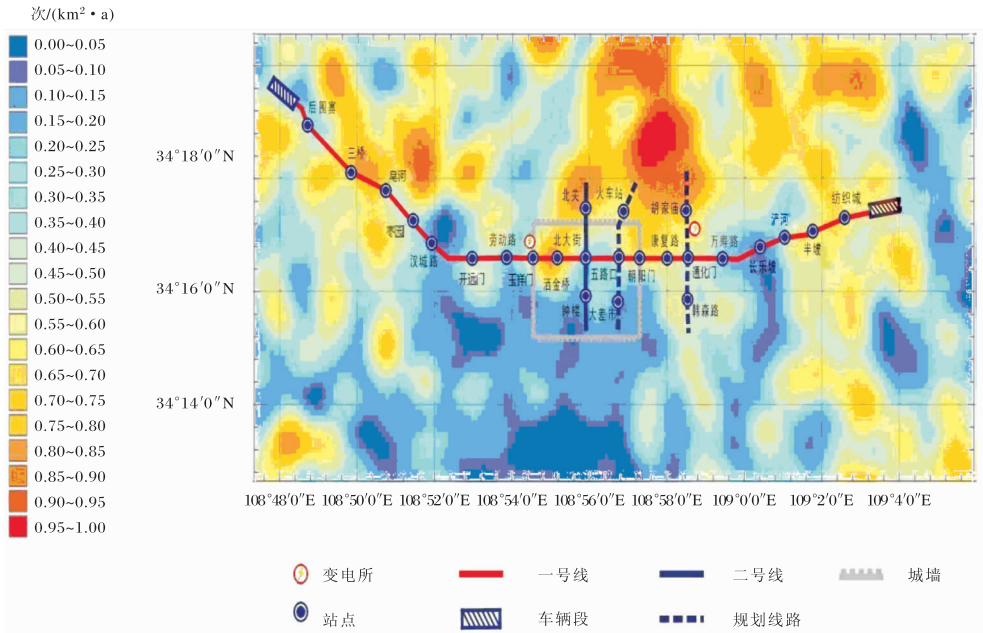 次/(km²·a)
0.00~0.05
0.05~0.10
0.10~0.15
0.15~0.20
0.20~0.25
0.25~0.30
0.30~0.35
0.35~0.40
0.40~0.45
0.45~0.50
0.50~0.55
0.55~0.60
0.60~0.65
0.65~0.70
0.70~0.75
0.75~0.80
0.80~0.85
0.85~0.90
0.90~0.95
0.95~1.00
34°18′0″N
34°16′0″N
34°14′0″N
后围寨
三桥
皂河
枣园
汉城路
开远门
劳动路
玉祥门
洒金桥
北大街
北关
火车站
五路口
钟楼
大差市
朝阳门
康复路
胡家庙
通化门
韩森路
万寿路
长乐坡
浐河
半坡
纺织城
108°48′0″E 108°50′0″E 108°52′0″E 108°54′0″E 108°56′0″E 108°58′0″E 109°0′0″E 109°2′0″E 109°4′0″E
变电所 一号线 二号线 城墙
站点 车辆段 规划线路